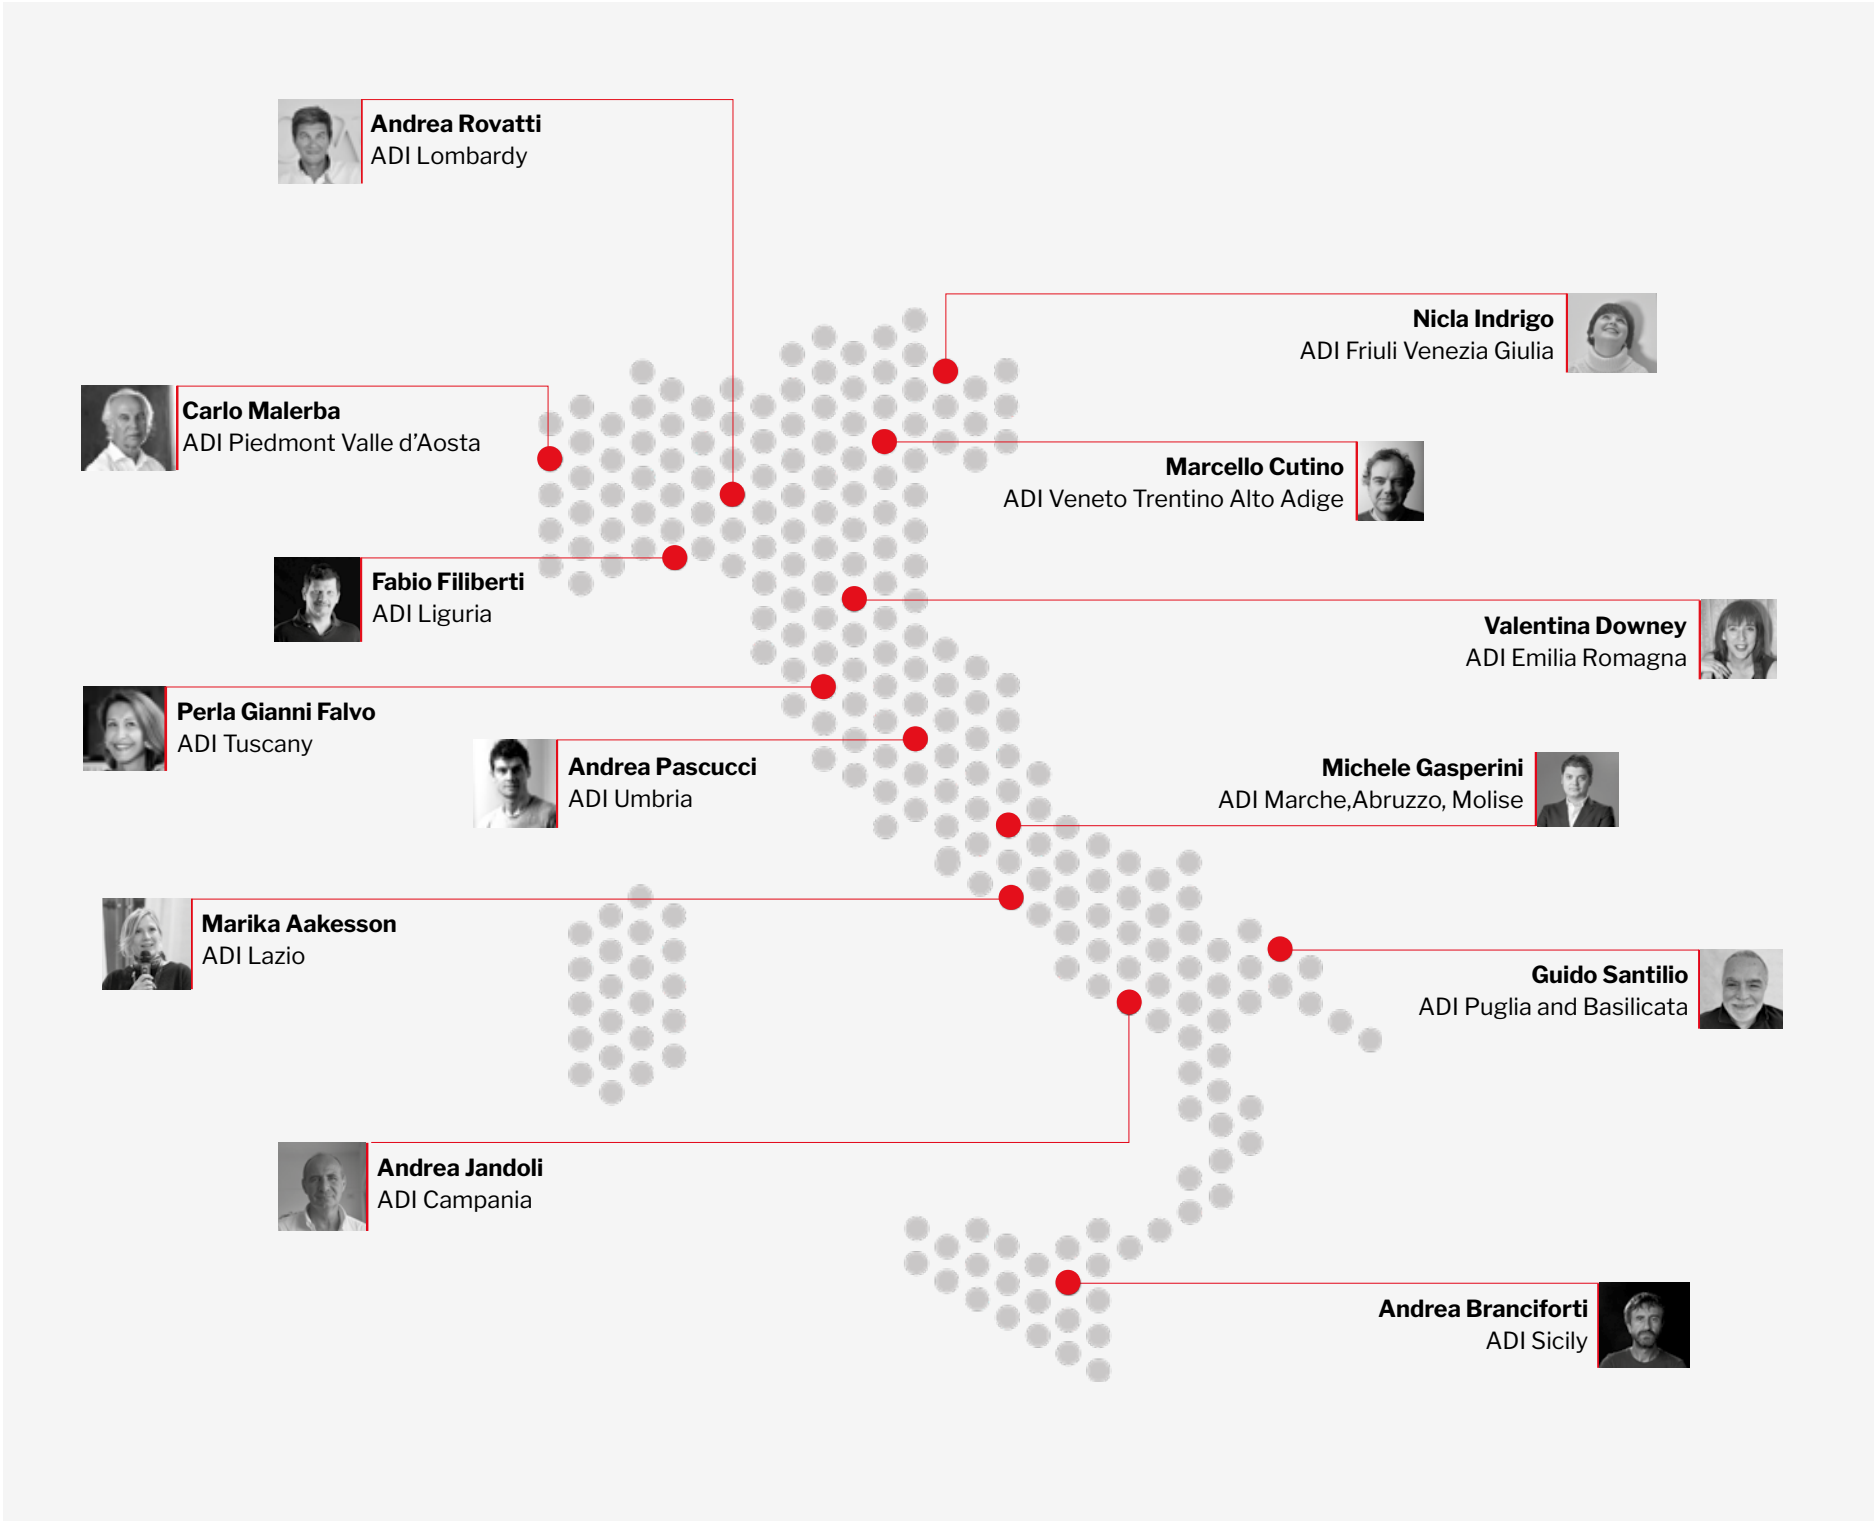 Andrea Rovatti
ADI Lombardy
Nicla Indrigo
ADI Friuli Venezia Giulia
Carlo Malerba
ADI Piedmont Valle d’Aosta
Marcello Cutino
ADI Veneto Trentino Alto Adige
Fabio Filiberti
ADI Liguria
Valentina Downey
ADI Emilia Romagna
Perla Gianni Falvo
ADI Tuscany
Andrea Pascucci
ADI Umbria
Michele Gasperini
ADI Marche,Abruzzo, Molise
Marika Aakesson
ADI Lazio
Guido Santilio
ADI Puglia and Basilicata
Andrea Jandoli
ADI Campania
Andrea Branciforti
ADI Sicily